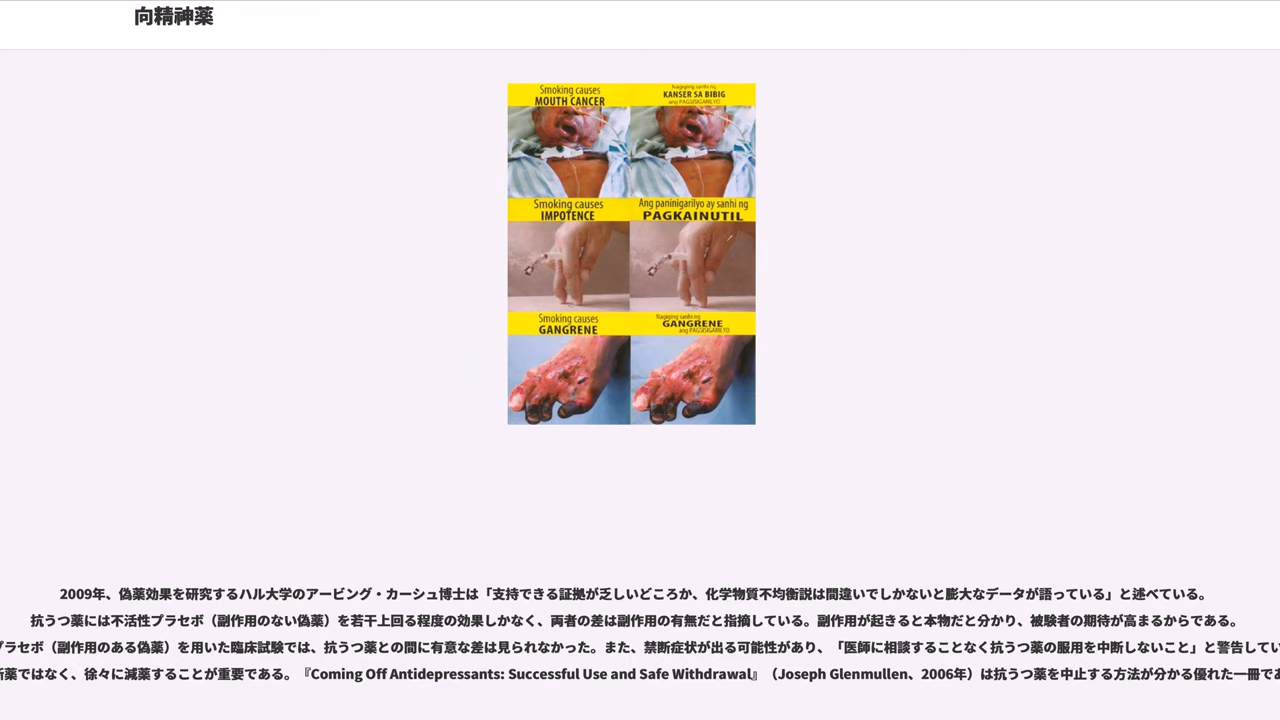 向精神薬
Smoking causes
MOUTH CANCER
Nagiging sanhi ng
KANSER SA BIBIG
ang PAGSISIGARILYO
Smoking causes
IMPOTENCE
Ang paninigarilyo ay sanhi ng
PAGKAINUTIL
Smoking causes
GANGRENE
Nagiging sanhi ng
GANGRENE
ang PAGSISIGARILYO
2009年、偽薬効果を研究するハル大学のアービング・カーシュ博士は「支持できる証拠が乏しいどころか、化学物質不均衡説は間違いでしかないと膨大なデータが語っている」と述べている。
抗うつ薬には不活性プラセボ（副作用のない偽薬）を若干上回る程度の効果しかなく、両者の差は副作用の有無だと指摘している。副作用が起きると本物だと分かり、被験者の期待が高まるからである。
プラセボ（副作用のある偽薬）を用いた臨床試験では、抗うつ薬との間に有意な差は見られなかった。また、禁断症状が出る可能性があり、「医師に相談することなく抗うつ薬の服用を中断しないこと」と警告してい
薬ではなく、徐々に減薬することが重要である。『Coming Off Antidepressants: Successful Use and Safe Withdrawal』（Joseph Glenmullen、2006年）は抗うつ薬を中止する方法が分かる優れた一冊であ